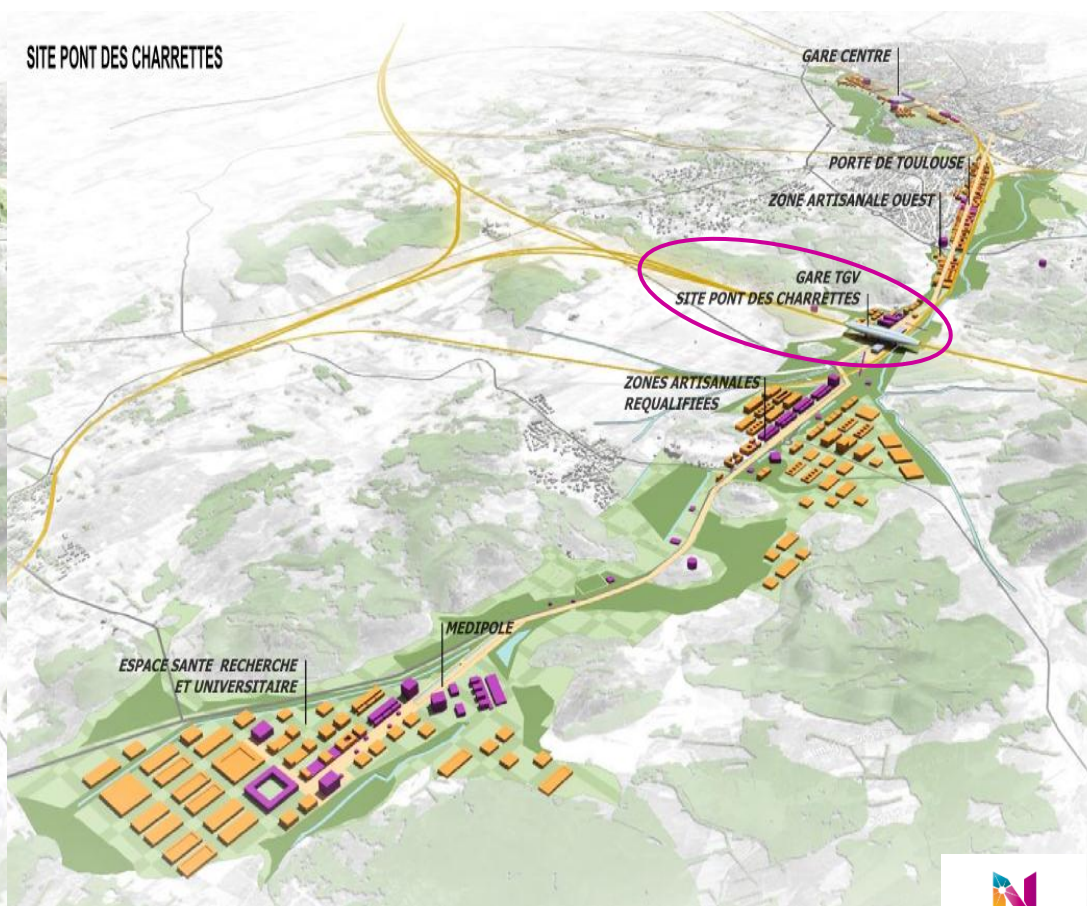 SITE PONT DES CHARRETTES
GARE CENTRE
PORTE DE TOULOUSE
ZONE ARTISANALE OUEST
GARE TGV
SITE PONT DES CHARRETTES
ZONES ARTISANALES
REQUALIFIEES
MEDIPOLE
ESPACE SANTE RECHERCHE
ET UNIVERSITAIRE
N